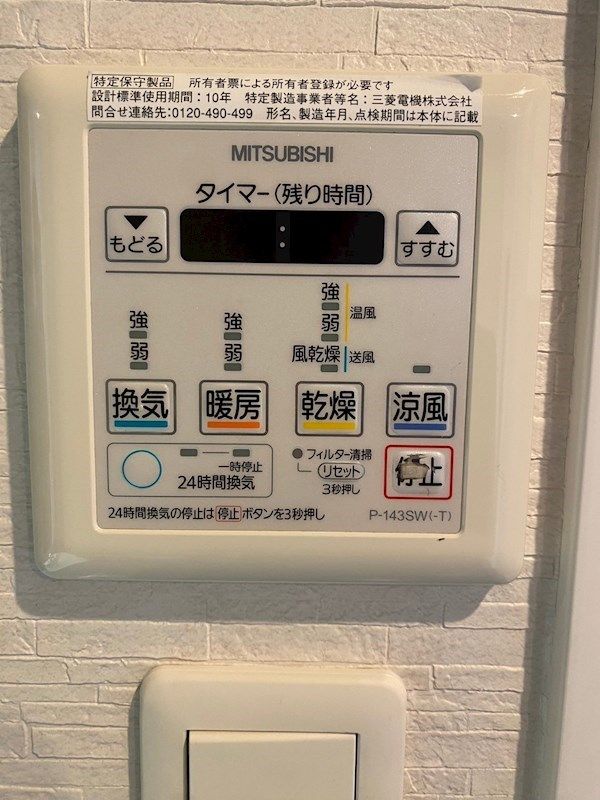 特定保守製品 所有者票による所有者登録が必要です
設計標準使用期間：10年 特定製造事業者等名：三菱電機株式会社
問合せ連絡先:0120-490-499 形名、製造年月、点検期間は本体に記載
MITSUBISHI
タイマー(残り時間)
▼
もどる
:
▲
すすむ
強
弱
強
弱
強
弱
温風
風乾燥
送風
換気
暖房
乾燥
涼風
一時停止
24時間換気
フィルター清掃
リセット
3秒押し
停止
24時間換気の停止は 停止 ボタンを3秒押し
P-143SW(-T)